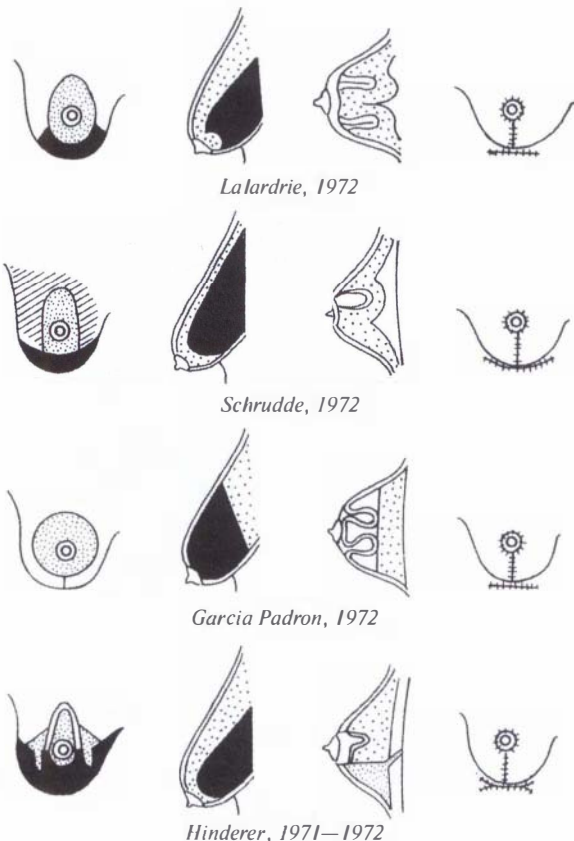 Lalardrie, 1972
Schrudde, 1972
Garcia Padron, 1972
Hinderer, 1971—1972